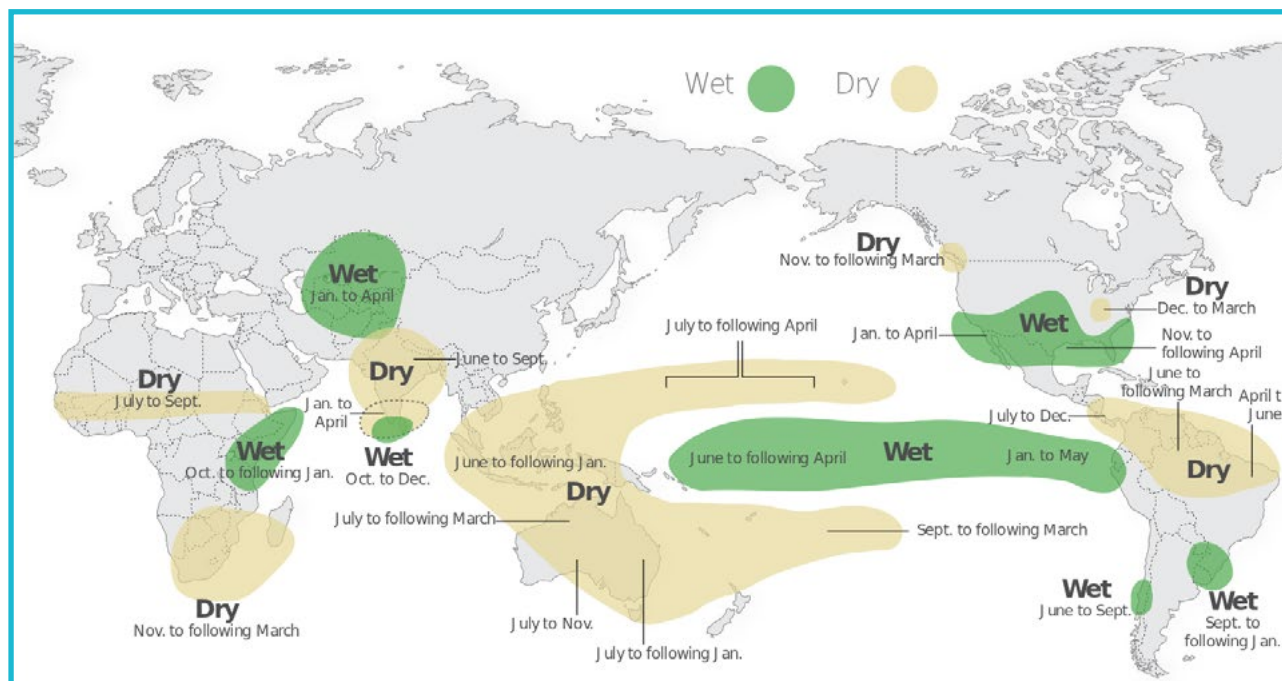 Wet
Dry
Dry
Nov. to following March
Wet
Jan. to April
Dry
Dec. to March
Wet
Jan. to April
Nov. to
following April
July to following April
June to Sept.
Dry
Dry
July to Sept.
Jan. to
April
June to
following March
April t
June
July to Dec.
Wet
Oct. to following Jan.
Wet
Oct. to Dec.
June to following Jan.
Dry
June to following April
Wet
Jan. to May
Dry
July to following March
Sept. to following March
Dry
Nov. to following March
July to Nov.
July to following Jan.
Wet
June to Sept.
Wet
Sept. to
following Jan.